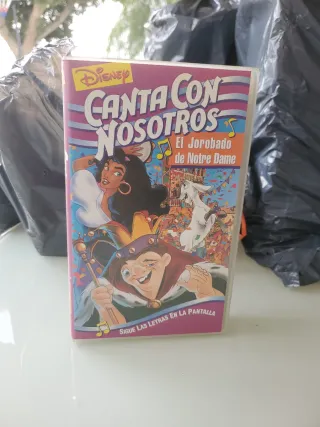 Disney
CANTA CON
NOSOTROS
El Jorobado
de Notre Dame
SIGUE LAS LETRAS EN LA PANTALLA